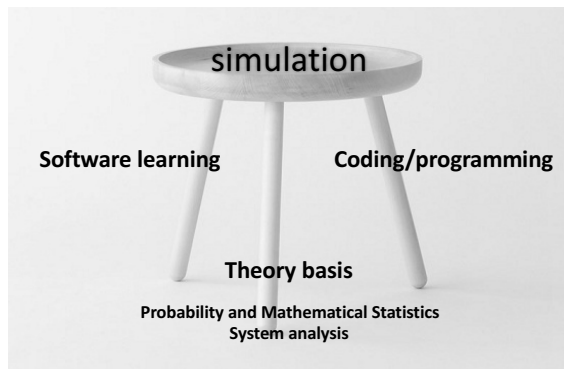 simulation
Software learning
Coding/programming
Theory basis
Probability and Mathematical Statistics
System analysis